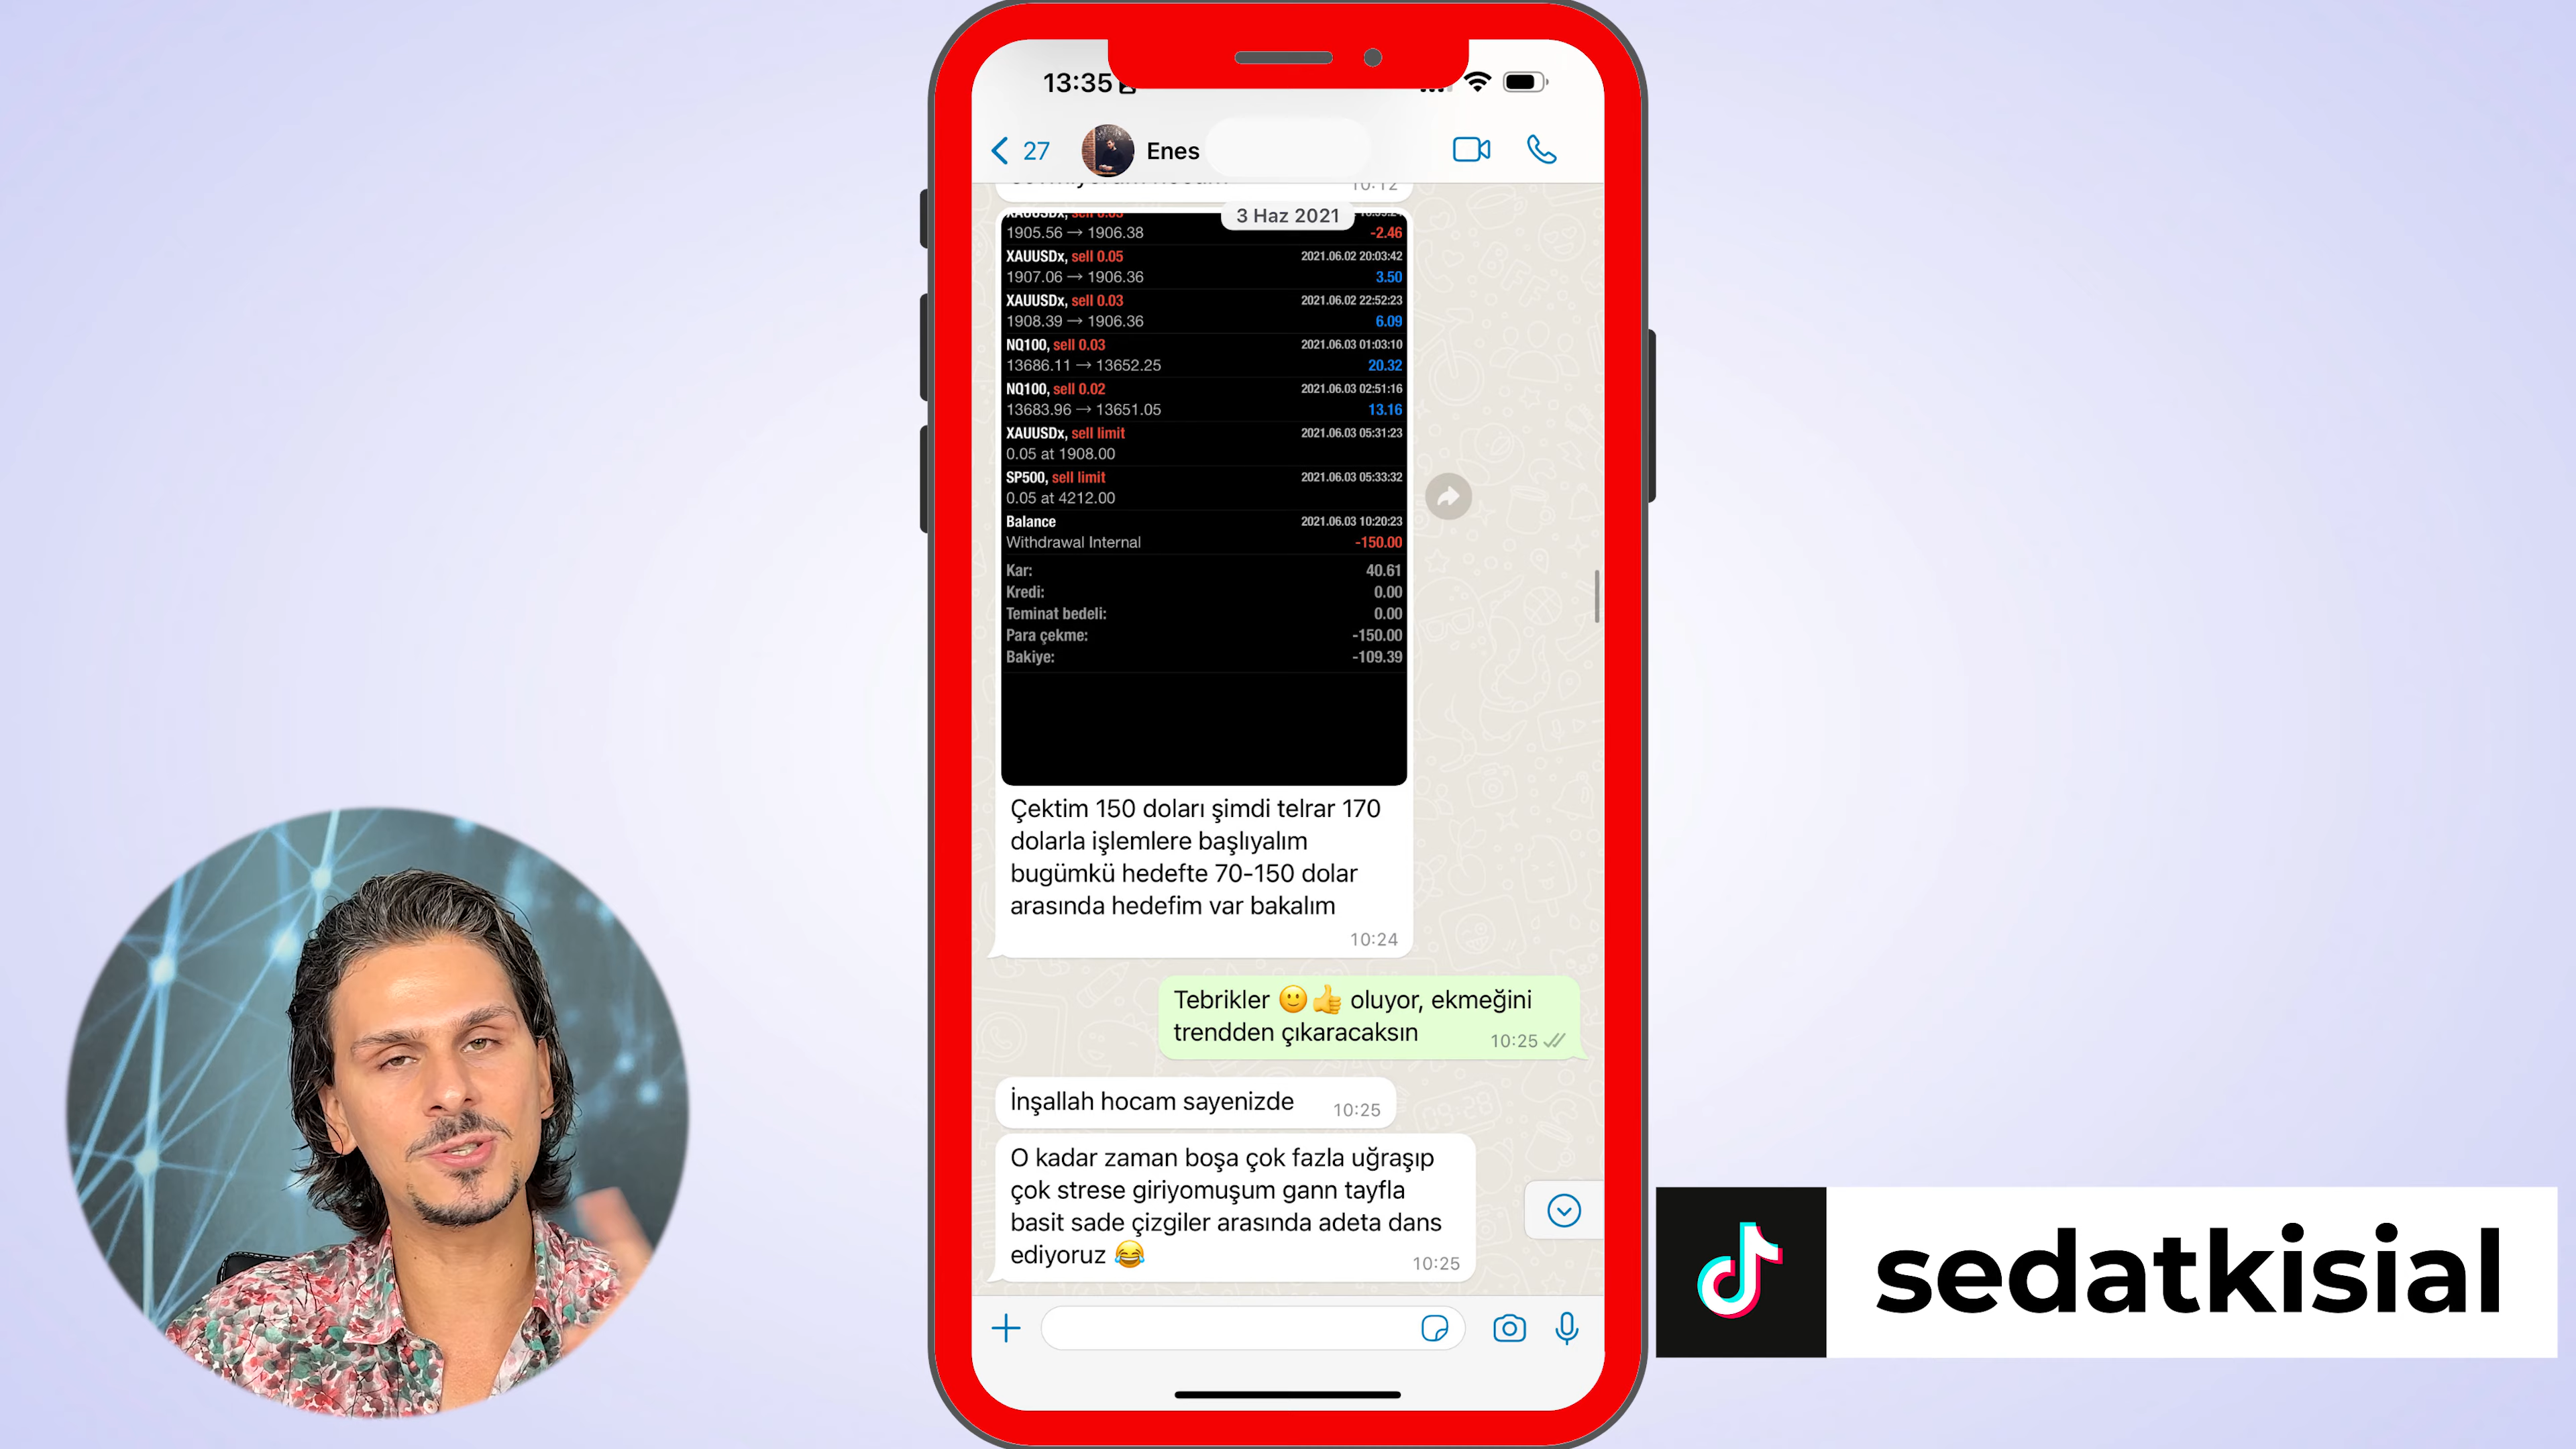 13:35
27
Enes
10:12
3 Haz 2021
XAUUSDx, sell 0.03
1905.56 → 1906.38 -2.46
XAUUSDx, sell 0.05 2021.06.02 20:03:42
1907.06 → 1906.36 3.50
XAUUSDx, sell 0.03 2021.06.02 22:52:23
1908.39 → 1906.36 6.09
NQ100, sell 0.03 2021.06.03 01:03:10
13686.11 → 13652.25 20.32
NQ100, sell 0.02 2021.06.03 02:51:16
13683.96 → 13651.05 13.16
XAUUSDx, sell limit 2021.06.03 05:31:23
0.05 at 1908.00
SP500, sell limit 2021.06.03 05:33:32
0.05 at 4212.00
Balance 2021.06.03 10:20:23
Withdrawal Internal -150.00
Kar: 40.61
Kredi: 0.00
Teminat bedeli: 0.00
Para çekme: -150.00
Bakiye: -109.39
Çektim 150 doları şimdi telrar 170
dolarla işlemlere başlıyalım
bugümkü hedefte 70-150 dolar
arasında hedefim var bakalım
10:24
Tebrikler 🙂👍 oluyor, ekmeğini
trendden çıkaracaksın 10:25
İnşallah hocam sayenizde 10:25
O kadar zaman boşa çok fazla uğraşıp
çok strese giriyomuşum gann tayfla
basit sade çizgiler arasında adeta dans
ediyoruz 😂 10:25
sedatkisial